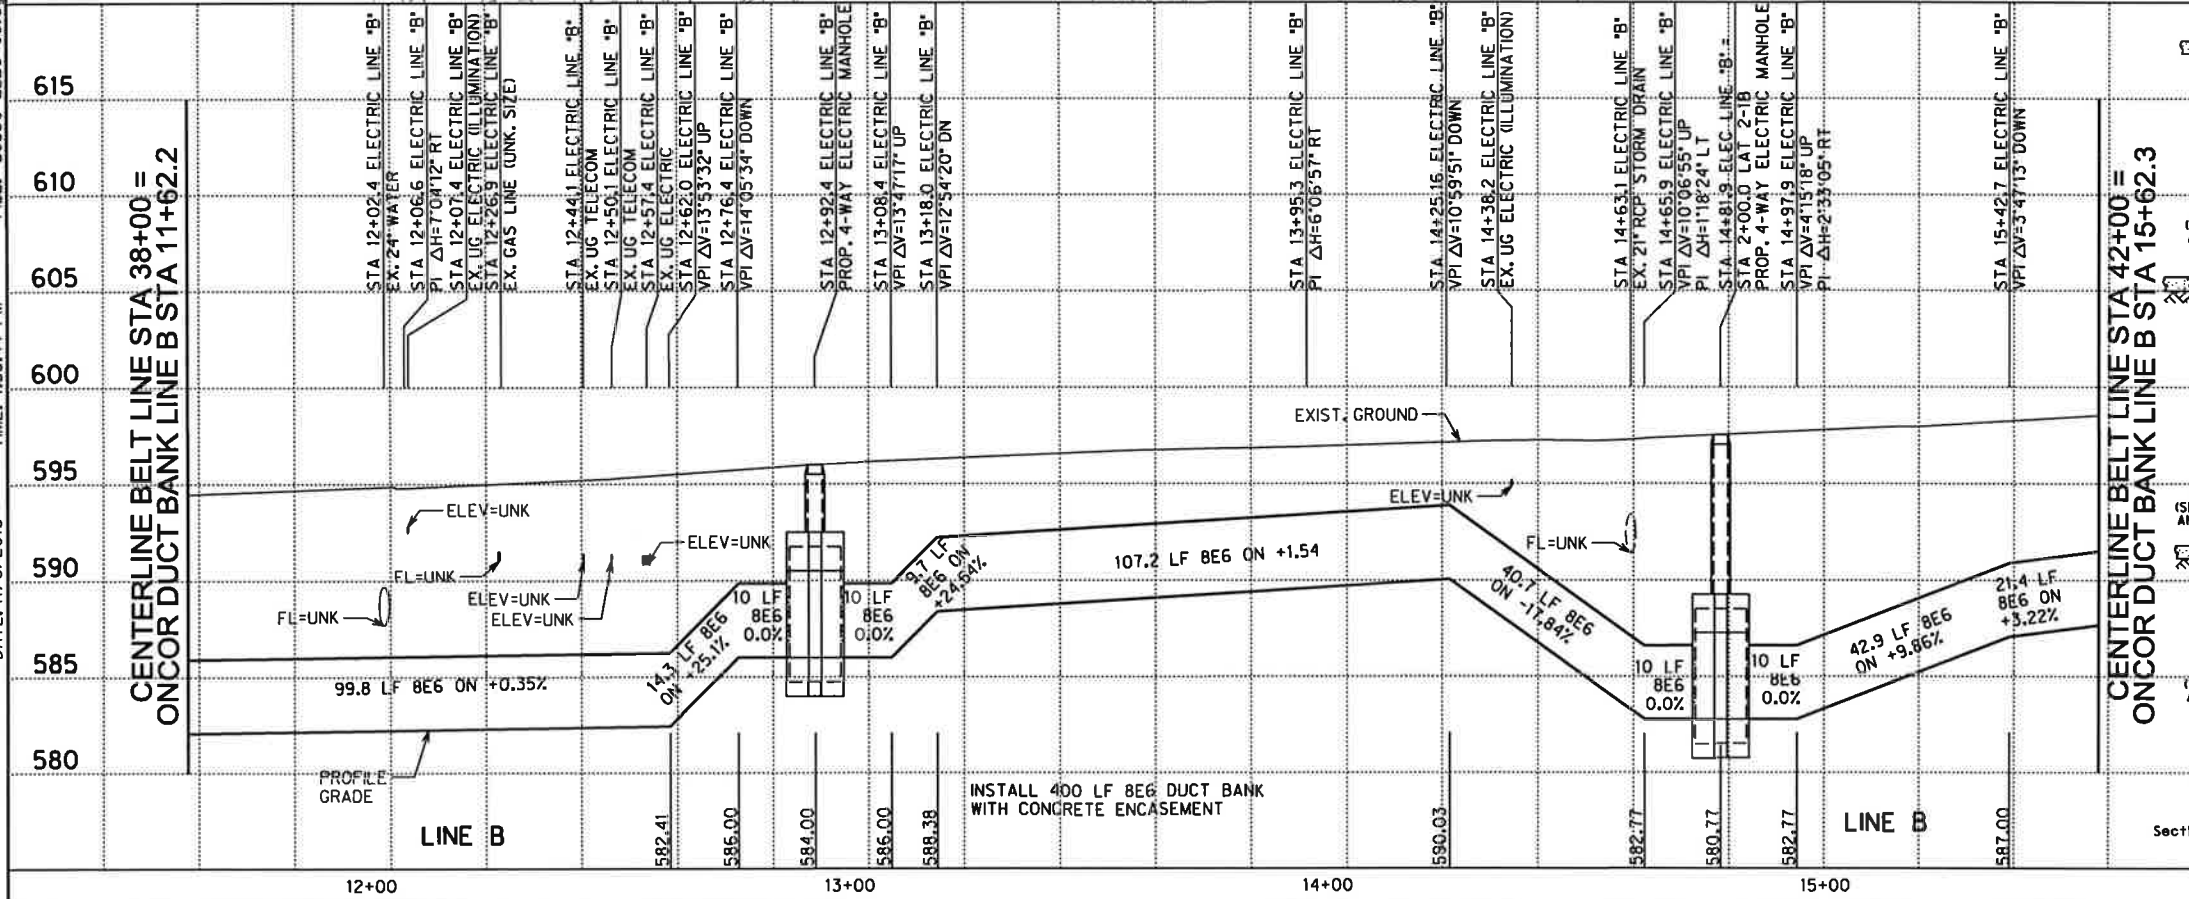 615
610
605
600
595
590
585
580
CENTERLINE BELT LINE STA 38+00 =
ONCOR DUCT BANK LINE B STA 11+62.2
STA 12+02.4 ELECTRIC LINE "B"
EX. 24" WATER
STA 12+06.6 ELECTRIC LINE "B"
PI ΔH=7°04'12" RT
STA 12+07.4 ELECTRIC LINE "B"
EX. UG ELECTRIC (ILLUMINATION)
STA 12+26.9 ELECTRIC LINE "B"
EX. GAS LINE (UNK. SIZE)
STA 12+44.1 ELECTRIC LINE "B"
EX. UG TELECOM
STA 12+50.1 ELECTRIC LINE "B"
EX. UG TELECOM
STA 12+57.4 ELECTRIC LINE "B"
EX. UG ELECTRIC
STA 12+62.0 ELECTRIC LINE "B"
VPI ΔV=13°53'32" UP
STA 12+76.4 ELECTRIC LINE "B"
VPI ΔV=14°05'34" DOWN
STA 12+92.4 ELECTRIC LINE "B"
PROP. 4-WAY ELECTRIC MANHOLE
STA 13+08.4 ELECTRIC LINE "B"
VPI ΔV=13°47'17" UP
STA 13+18.0 ELECTRIC LINE "B"
VPI ΔV=12°54'20" DN
STA 13+95.3 ELECTRIC LINE "B"
PI ΔH=6°06'57" RT
STA 14+25.16 ELECTRIC LINE "B"
VPI ΔV=10°59'51" DOWN
STA 14+38.2 ELECTRIC LINE "B"
EX. UG ELECTRIC (ILLUMINATION)
STA 14+63.1 ELECTRIC LINE "B"
EX. 21" RCP STORM DRAIN
STA 14+65.9 ELECTRIC LINE "B"
VPI ΔV=10°06'55" UP
PI ΔH=1°18'24" LT
STA 14+81.9 ELEC LINE "B" =
STA 2+00.0 LAT 2-1B
PROP. 4-WAY ELECTRIC MANHOLE
STA 14+97.9 ELECTRIC LINE "B"
VPI ΔV=4°15'18" UP
PI ΔH=2°33'05" RT
STA 15+42.7 ELECTRIC LINE "B"
VPI ΔV=3°47'13" DOWN
CENTERLINE BELT LINE STA 42+00 =
ONCOR DUCT BANK LINE B STA 15+62.3
EXIST. GROUND
ELEV=UNK
ELEV=UNK
ELEV=UNK
FL=UNK
FL=UNK
ELEV=UNK
ELEV=UNK
FL=UNK
99.8 LF 8E6 ON +0.35%
14.3 LF 8E6
ON +25.1%
10 LF
8E6
0.0%
10 LF
8E6
0.0%
9.7 LF
8E6 ON
+24.64%
107.2 LF 8E6 ON +1.54
40.7 LF 8E6
ON -17.84%
10 LF
8E6
0.0%
10 LF
8E6
0.0%
42.9 LF 8E6
ON +9.86%
21.4 LF
8E6 ON
+3.22%
PROFILE
GRADE
INSTALL 400 LF 8E6 DUCT BANK
WITH CONCRETE ENCASEMENT
LINE B
LINE B
582.41
586.00
584.00
586.00
588.38
590.03
582.77
580.77
582.77
587.00
12+00
13+00
14+00
15+00